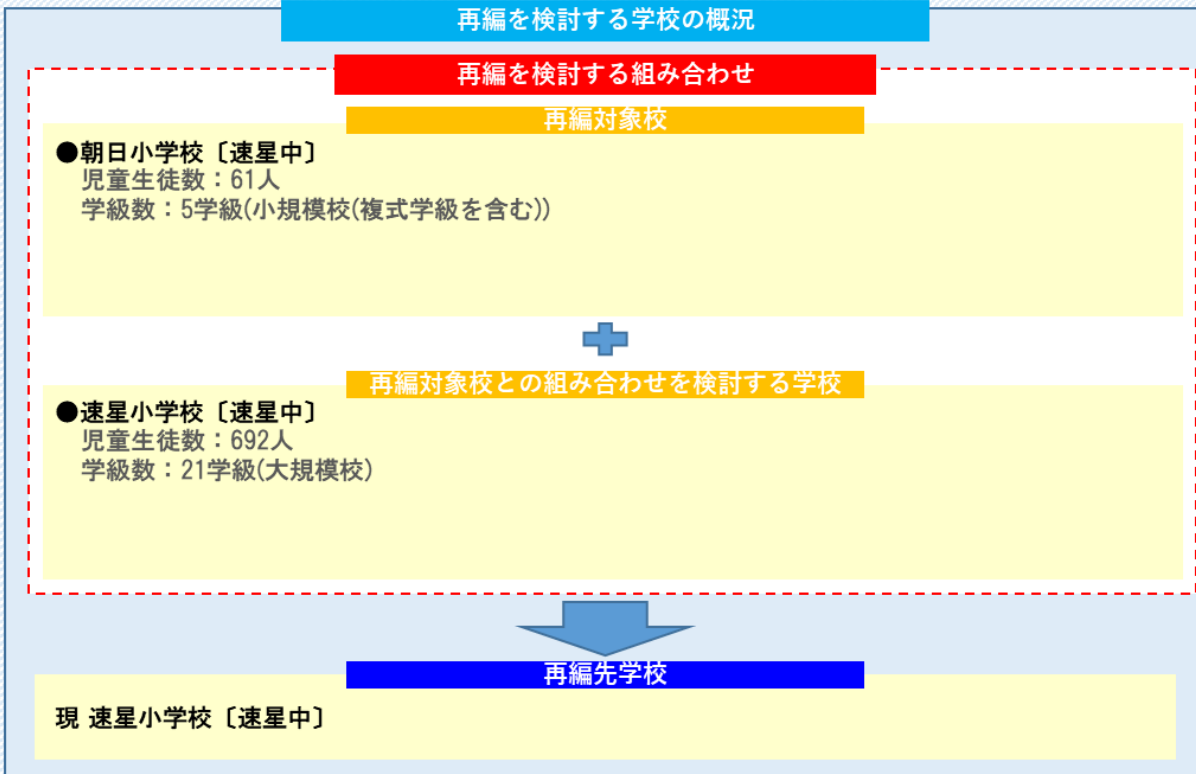 再編を検討する学校の概況
再編を検討する組み合わせ
再編対象校
●朝日小学校〔速星中〕
児童生徒数：61人
学級数：5学級(小規模校(複式学級を含む))
再編対象校との組み合わせを検討する学校
●速星小学校〔速星中〕
児童生徒数：692人
学級数：21学級(大規模校)
再編先学校
現 速星小学校〔速星中〕